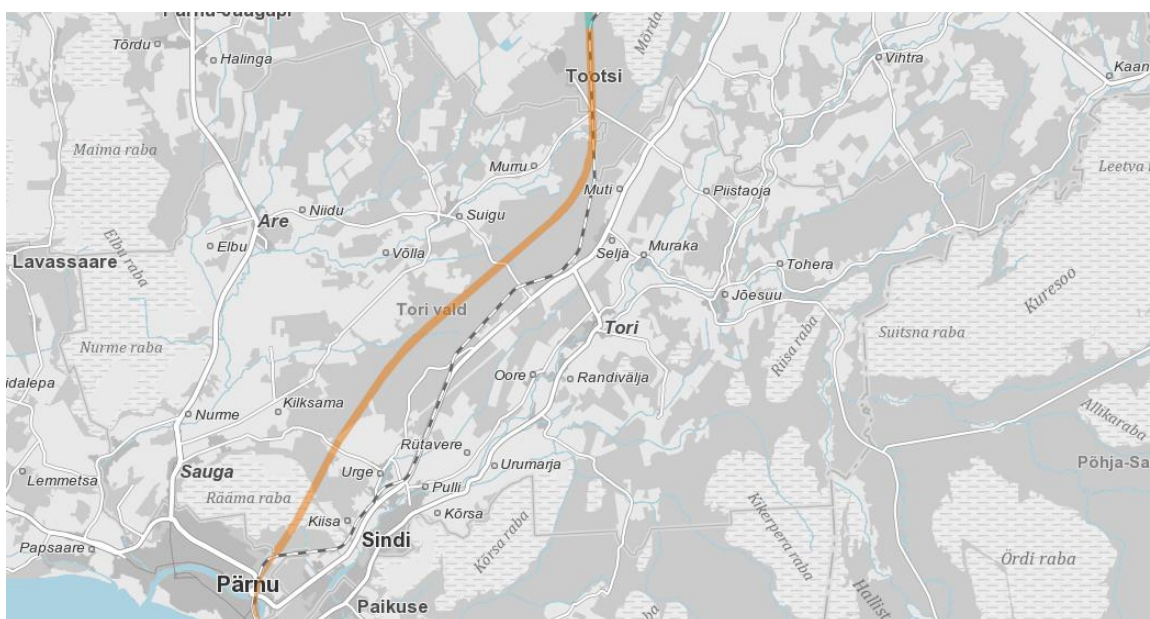 Tõrdu
Halinga
Vihtra
Tootsi
Maima raba
Murru
Muti
Piistaoja
Are
Niidu
Suigu
Elbu
Elbu raba
Võlla
Selja
Muraka
Lavassaare
Tohera
Kuresoo
Jõesuu
Tori vald
Tori
Riisa raba
Suitsna raba
Nurme raba
Oore
Randivälja
Kilksama
Nurme
Allikaraba
Rütavere
Sauga
Lemmetsa
Urge
Urumarja
Rääma raba
Pulli
Kiisa
Kõrsa
Kikerpera raba
Sindi
Kõrsa raba
Papsaare
Ördi raba
Pärnu
Paikuse